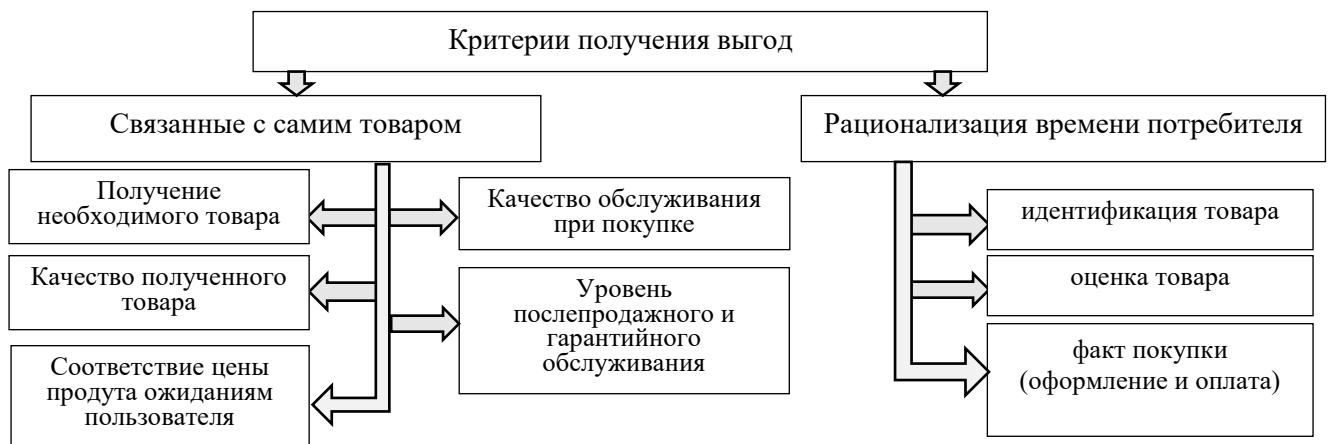 Критерии получения выгод
Связанные с самим товаром
Рационализация времени потребителя
Получение
необходимого товара
Качество обслуживания
при покупке
Качество полученного
товара
Уровень
послепродажного и
гарантийного
обслуживания
Соответствие цены
продута ожиданиям
пользователя
идентификация товара
оценка товара
факт покупки
(оформление и оплата)